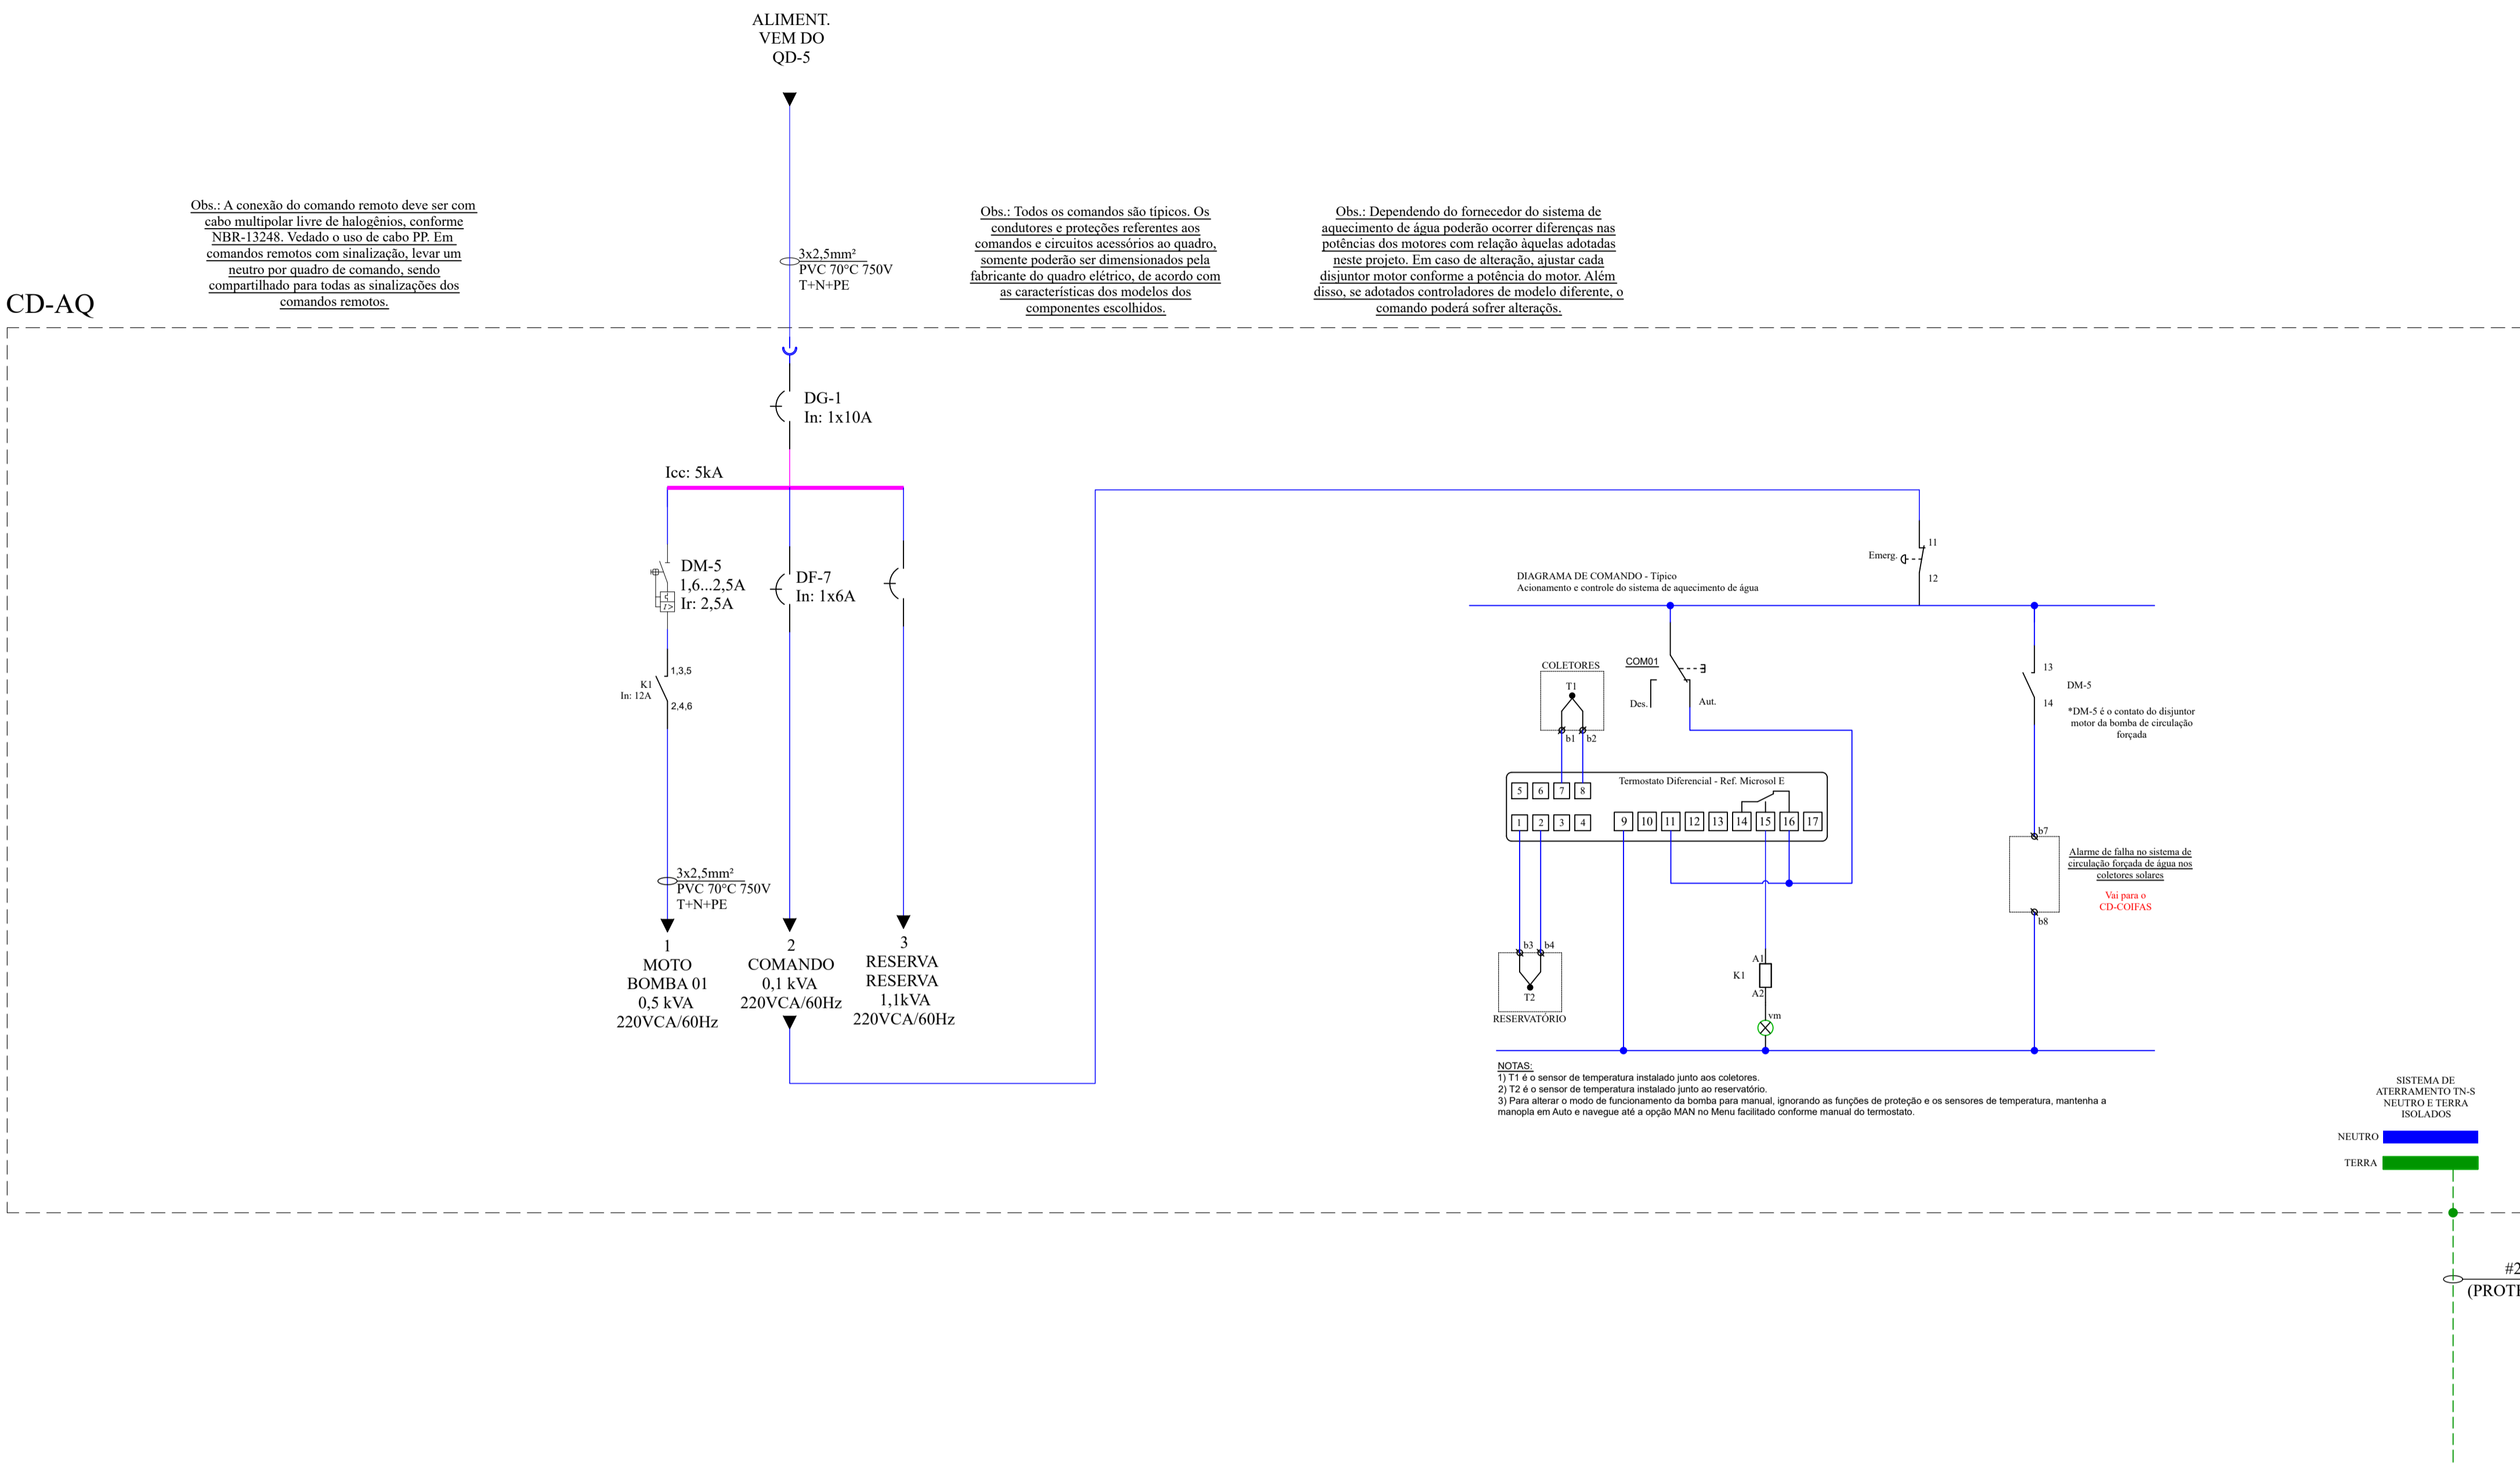 ALIMENT.
VEM DO
QD-5
Obs.: A conexão do comando remoto deve ser com
cabo multipolar livre de halogênios, conforme
NBR-13248. Vedado o uso de cabo PP. Em
comandos remotos com sinalização, levar um
neutro por quadro de comando, sendo
compartilhado para todas as sinalizações dos
comandos remotos.
3x2,5mm²
PVC 70°C 750V
T+N+PE
Obs.: Todos os comandos são típicos. Os
condutores e proteções referentes aos
comandos e circuitos acessórios ao quadro,
somente poderão ser dimensionados pela
fabricante do quadro elétrico, de acordo com
as características dos modelos dos
componentes escolhidos.
Obs.: Dependendo do fornecedor do sistema de
aquecimento de água poderão ocorrer diferenças nas
potências dos motores com relação àquelas adotadas
neste projeto. Em caso de alteração, ajustar cada
disjuntor motor conforme a potência do motor. Além
disso, se adotados controladores de modelo diferente, o
comando poderá sofrer alteraçõs.
CD-AQ
DG-1
In: 1x10A
Icc: 5kA
DM-5
1,6...2,5A
Ir: 2,5A
I>
DF-7
In: 1x6A
K1
In: 12A
1,3,5
2,4,6
3x2,5mm²
PVC 70°C 750V
T+N+PE
1
MOTO
BOMBA 01
0,5 kVA
220VCA/60Hz
2
COMANDO
0,1 kVA
220VCA/60Hz
3
RESERVA
RESERVA
1,1kVA
220VCA/60Hz
Emerg.
11
12
DIAGRAMA DE COMANDO - Típico
Acionamento e controle do sistema de aquecimento de água
COLETORES
T1
b1 b2
COM01
Des.
Aut.
13
14
DM-5
*DM-5 é o contato do disjuntor
motor da bomba de circulação
forçada
Termostato Diferencial - Ref. Microsol E
5 6 7 8
1 2 3 4 9 10 11 12 13 14 15 16 17
b7
Alarme de falha no sistema de
circulação forçada de água nos
coletores solares
Vai para o
CD-COIFAS
b8
b3 b4
T2
RESERVATÓRIO
A1
K1
A2
vm
NOTAS:
1) T1 é o sensor de temperatura instalado junto aos coletores.
2) T2 é o sensor de temperatura instalado junto ao reservatório.
3) Para alterar o modo de funcionamento da bomba para manual, ignorando as funções de proteção e os sensores de temperatura, mantenha a
manopla em Auto e navegue até a opção MAN no Menu facilitado conforme manual do termostato.
SISTEMA DE
ATERRAMENTO TN-S
NEUTRO E TERRA
ISOLADOS
NEUTRO
TERRA
#2